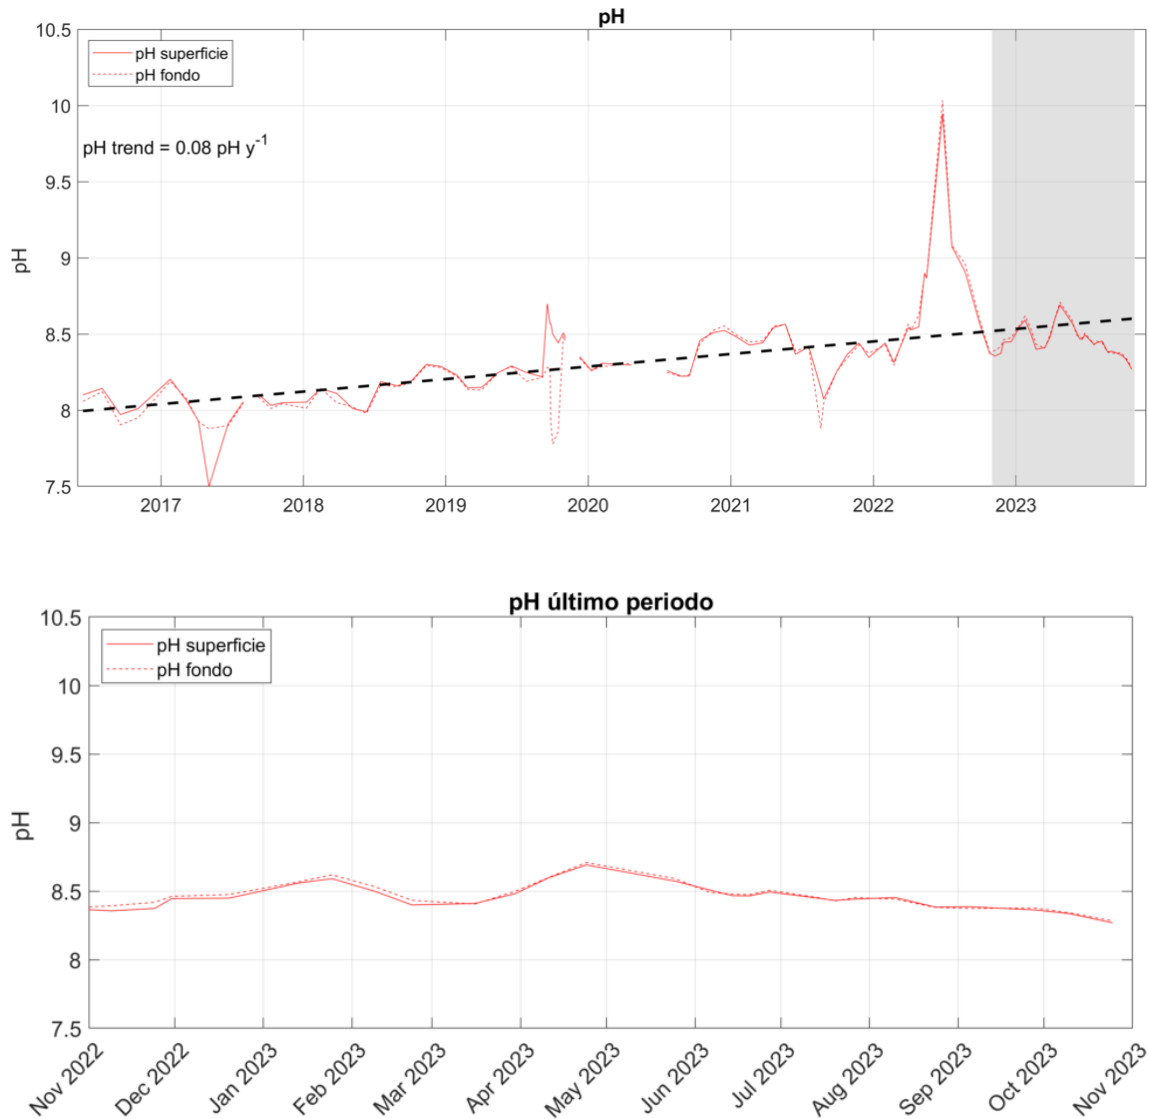 pH
10.5
pH superficie
pH fondo
10
pH trend = 0.08 pH y-1
9.5
pH
9
8.5
8
7.5
2017 2018 2019 2020 2021 2022 2023
pH último periodo
10.5
pH superficie
pH fondo
10
9.5
pH
9
8.5
8
7.5
Nov 2022 Dec 2022 Jan 2023 Feb 2023 Mar 2023 Apr 2023 May 2023 Jun 2023 Jul 2023 Aug 2023 Sep 2023 Oct 2023 Nov 2023